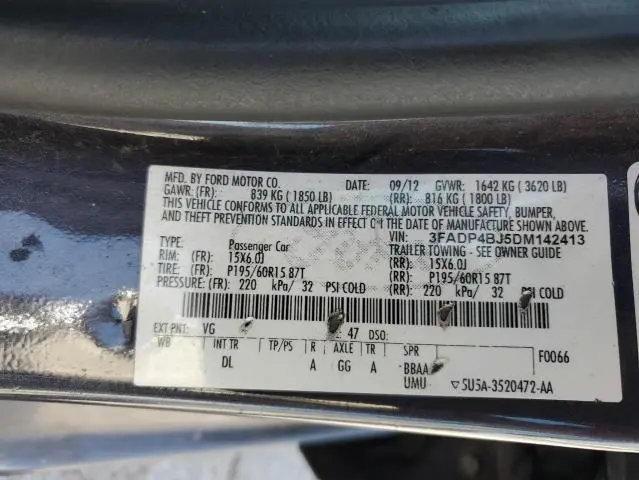 MFD. BY FORD MOTOR CO. DATE: 09/12 GVWR: 1642 KG ( 3620 LB)
GAWR: (FR): 839 KG ( 1850 LB) (RR): 816 KG ( 1800 LB)
THIS VEHICLE CONFORMS TO ALL APPLICABLE FEDERAL MOTOR VEHICLE SAFETY, BUMPER,
AND THEFT PREVENTION STANDARDS IN EFFECT ON THE DATE OF MANUFACTURE SHOWN ABOVE.
VIN: 3FADP4BJ5DM142413
TYPE: Passenger Car TRAILER TOWING - SEE OWNER GUIDE
RIM: (FR): 15X6.0J (RR): 15X6.0J
TIRE: (FR): P195/60R15 87T (RR): P195/60R15 87T
PRESSURE: (FR): 220 kPa/ 32 PSI COLD (RR): 220 kPa/ 32 PSI COLD
EXT PNT: VG 47 DSO: F0066
WB INT TR TP/PS R AXLE TR SPR
DL A GG A BBAA
UMU ▽5U5A-3520472-AA